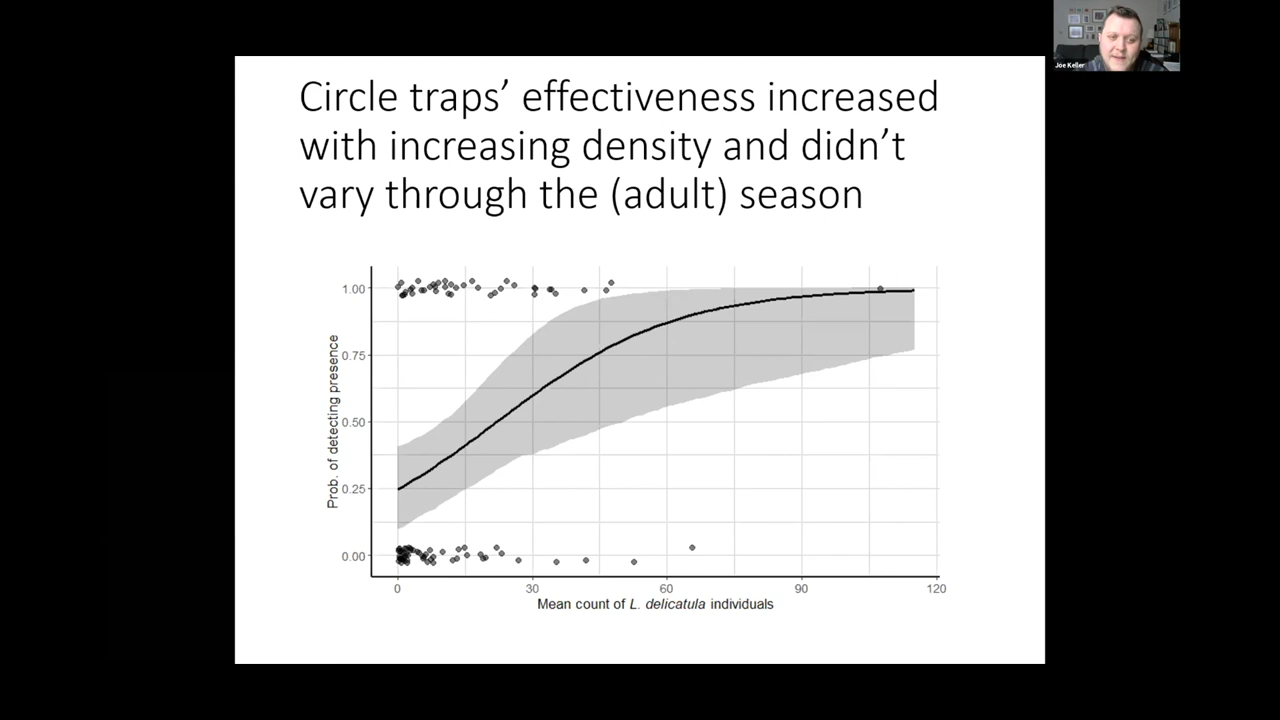 Joe Keller
Circle traps’ effectiveness increased
with increasing density and didn’t
vary through the (adult) season
Prob. of detecting presence
1.00
0.75
0.50
0.25
0.00
0 30 60 90 120
Mean count of L. delicatula individuals